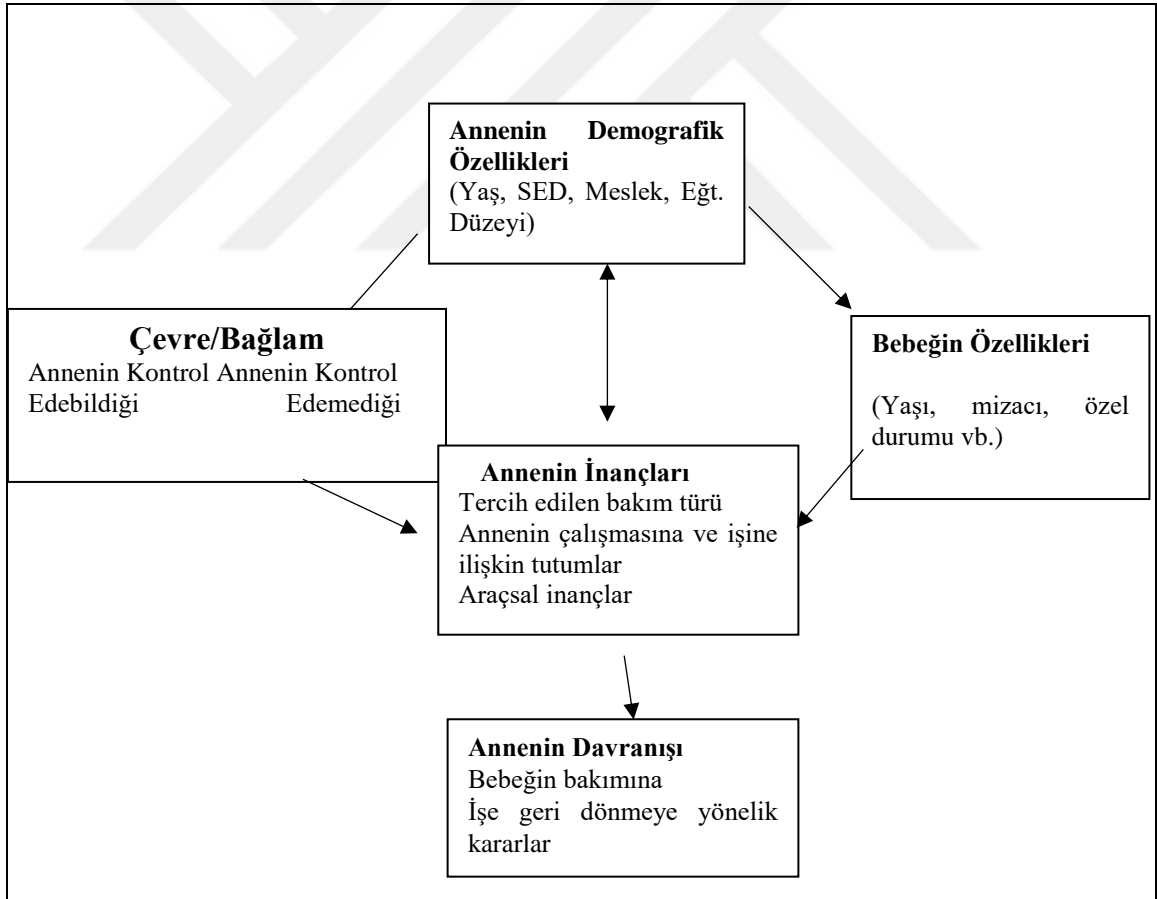 Annenin Demografik
Özellikleri
(Yaş, SED, Meslek, Eğt.
Düzeyi)
Çevre/Bağlam
Annenin Kontrol Annenin Kontrol
Edebildiği Edemediği
Bebeğin Özellikleri
(Yaşı, mizacı, özel
durumu vb.)
Annenin İnançları
Tercih edilen bakım türü
Annenin çalışmasına ve işine
ilişkin tutumlar
Araçsal inançlar
Annenin Davranışı
Bebeğin bakımına
İşe geri dönmeye yönelik
kararlar